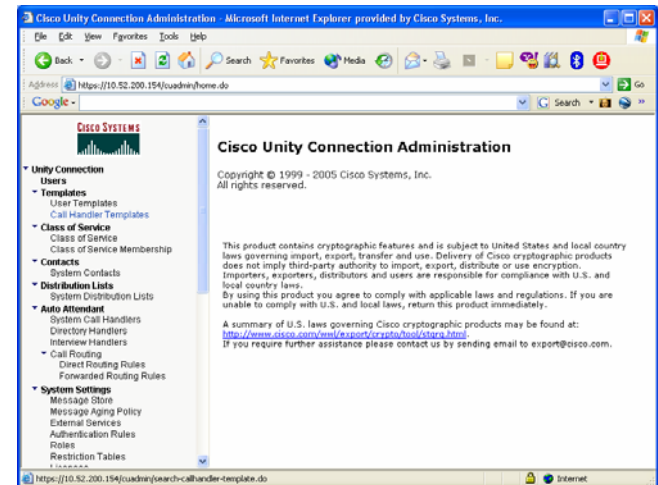 Cisco Unity Connection Administration - Microsoft Internet Explorer provided by Cisco Systems, Inc.
File Edit View Favorites Tools Help
Back Search Favorites Media
Address https://10.52.200.154/cuadmin/home.do Go
Google Search
CISCO SYSTEMS
Unity Connection
Users
Templates
User Templates
Call Handler Templates
Class of Service
Class of Service
Class of Service Membership
Contacts
System Contacts
Distribution Lists
System Distribution Lists
Auto Attendant
System Call Handlers
Directory Handlers
Interview Handlers
Call Routing
Direct Routing Rules
Forwarded Routing Rules
System Settings
Message Store
Message Aging Policy
External Services
Authentication Rules
Roles
Restriction Tables
Licenses
Cisco Unity Connection Administration
Copyright © 1999 - 2005 Cisco Systems, Inc.
All rights reserved.
This product contains cryptographic features and is subject to United States and local country
laws governing import, export, transfer and use. Delivery of Cisco cryptographic products
does not imply third-party authority to import, export, distribute or use encryption.
Importers, exporters, distributors and users are responsible for compliance with U.S. and
local country laws.
By using this product you agree to comply with applicable laws and regulations. If you are
unable to comply with U.S. and local laws, return this product immediately.
A summary of U.S. laws governing Cisco cryptographic products may be found at:
http://www.cisco.com/wwl/export/crypto/tool/stqrg.html.
If you require further assistance please contact us by sending email to export@cisco.com.
https://10.52.200.154/cuadmin/search-callhandler-template.do Internet